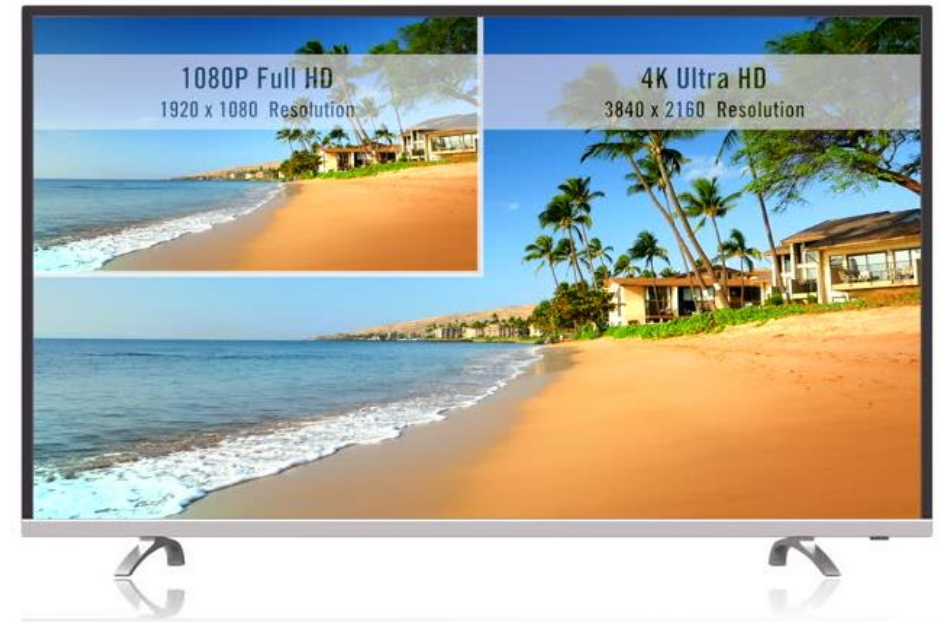 1080P Full HD
1920 x 1080 Resolution
4K Ultra HD
3840 x 2160 Resolution